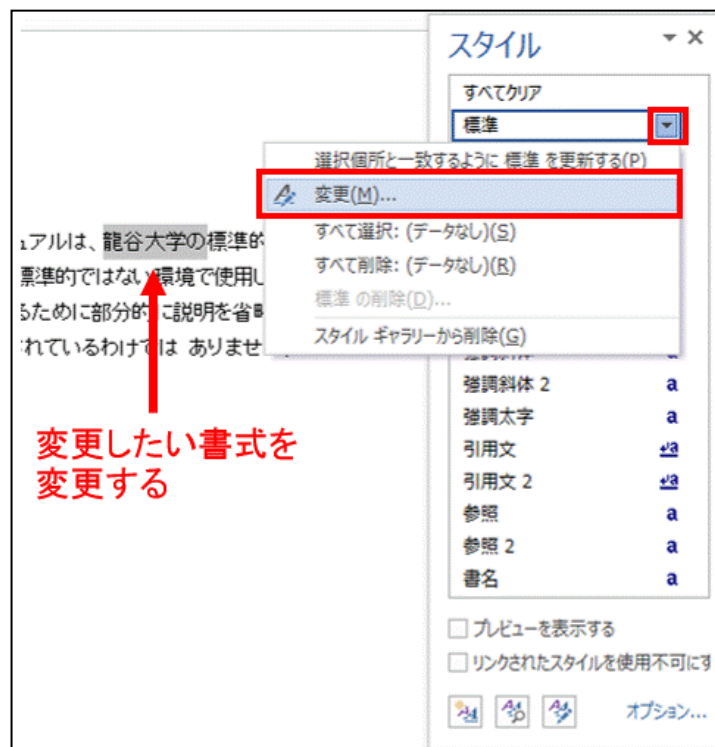 スタイル
すべてクリア
標準
選択個所と一致するように 標準 を更新する(P)
変更(M)...
すべて選択: (データなし)(S)
すべて削除: (データなし)(R)
標準 の削除(D)...
スタイル ギャラリーから削除(G)
ュアルは、龍谷大学の標準的
標準的ではない環境で使用し
るために部分的に説明を省略
されているわけでは ありませ
変更したい書式を
変更する
強調斜体 2 a
強調太字 a
引用文 a
引用文 2 a
参照 a
参照 2 a
書名 a
プレビューを表示する
リンクされたスタイルを使用不可にす
オプション...